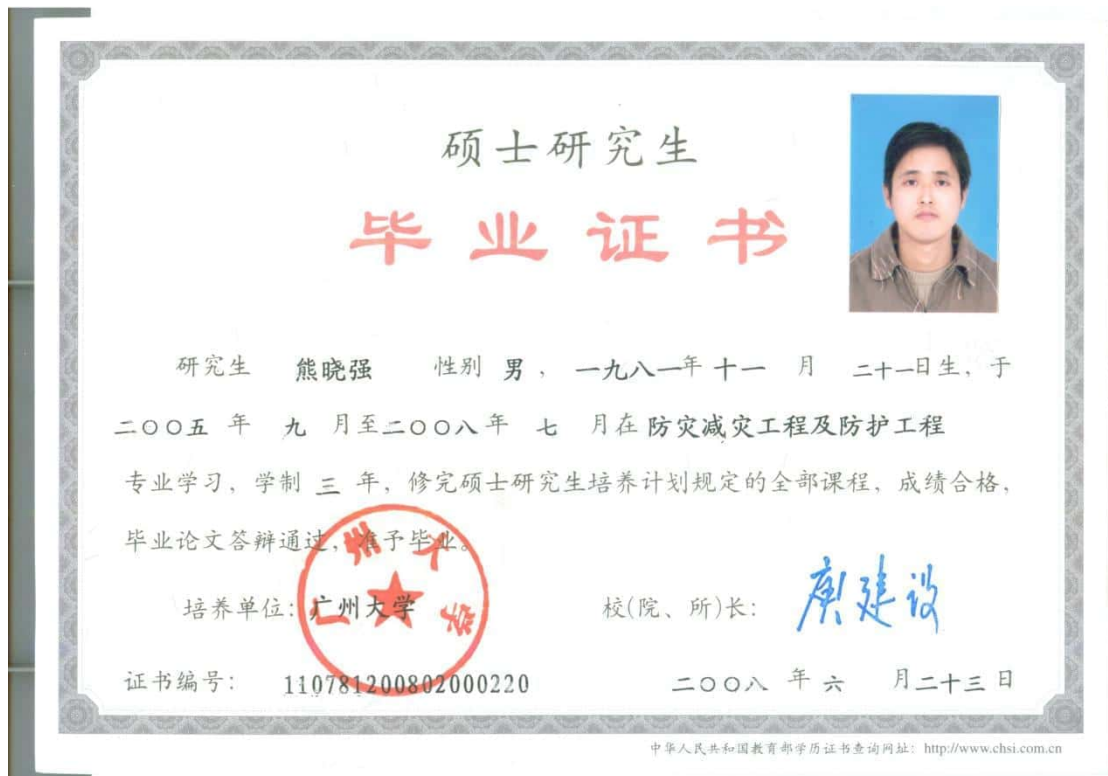 硕士研究生
毕业证书
研究生 熊晓强 性别 男， 一九八一年 十一 月 二十一日生，于
二〇〇五 年 九 月至二〇〇八年 七 月在 防灾减灾工程及防护工程
专业学习，学制 三 年，修完硕士研究生培养计划规定的全部课程，成绩合格，
毕业论文答辩通过，准予毕业。
广州大学
培养单位：广州大学 校(院、所)长： 庾建设
证书编号： 110781200802000220 二〇〇八 年 六 月二十三日
中华人民共和国教育部学历证书查询网址：http://www.chsi.com.cn